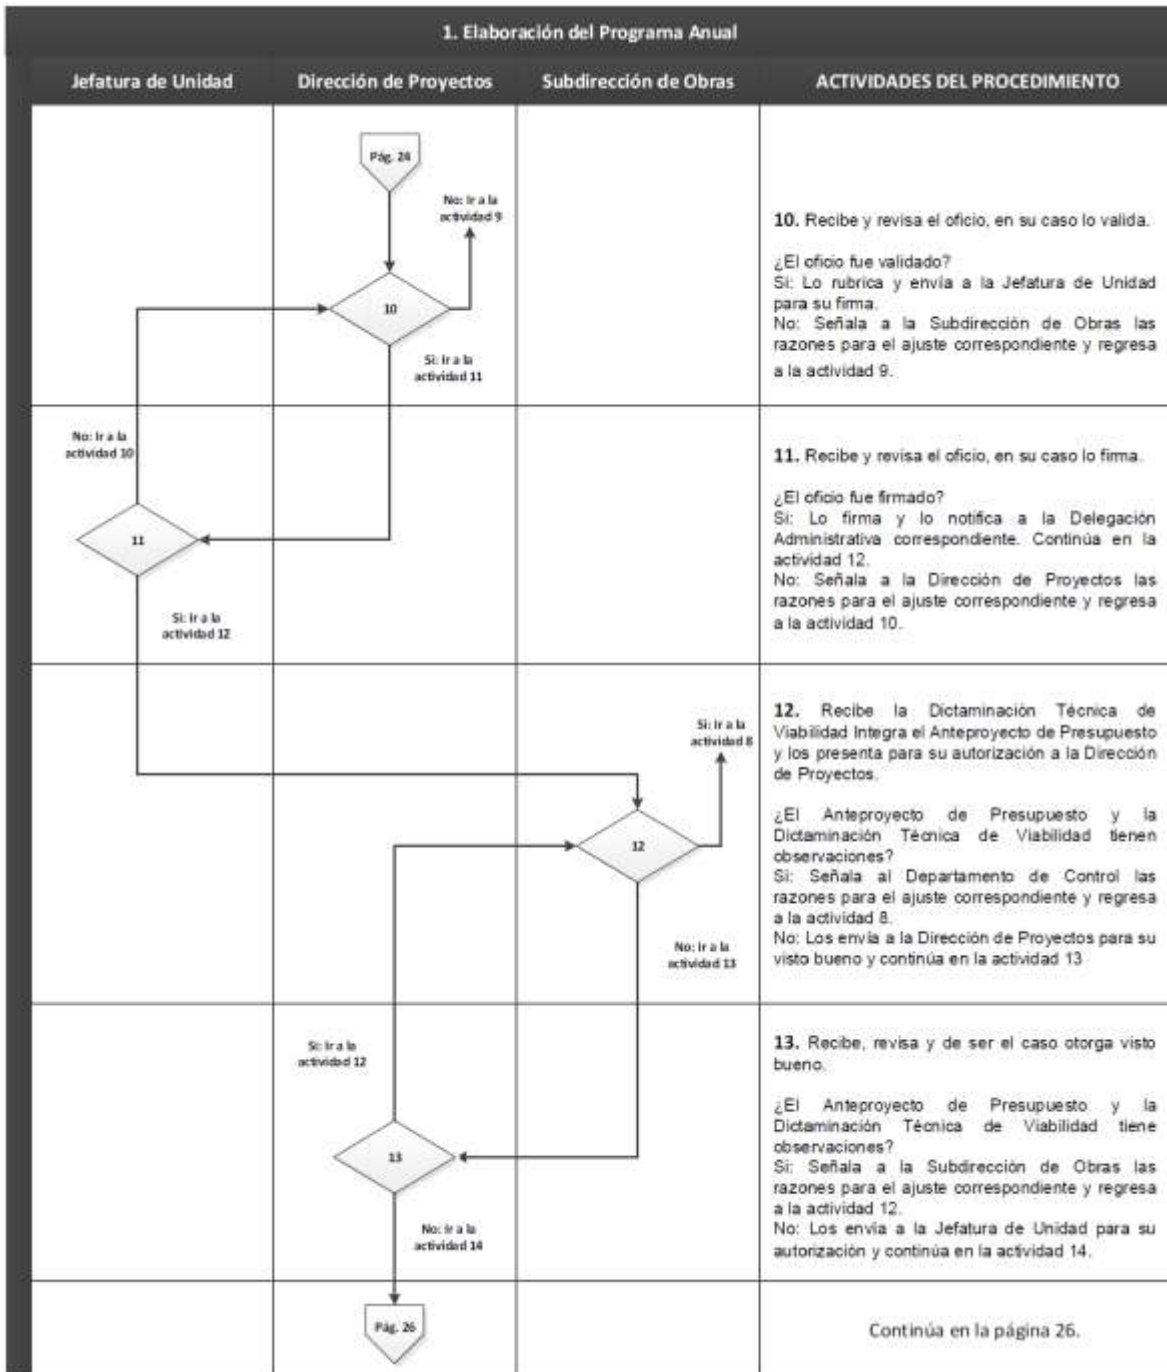 1. Elaboración del Programa Anual
Jefatura de Unidad
Dirección de Proyectos
Subdirección de Obras
ACTIVIDADES DEL PROCEDIMIENTO
Pág. 24
No: Ir a la
actividad 9
10
Si: Ir a la
actividad 11
10. Recibe y revisa el oficio, en su caso lo valida.
¿El oficio fue validado?
Si: Lo rubrica y envía a la Jefatura de Unidad
para su firma.
No: Señala a la Subdirección de Obras las
razones para el ajuste correspondiente y regresa
a la actividad 9.
No: Ir a la
actividad 10
11
Si: Ir a la
actividad 12
11. Recibe y revisa el oficio, en su caso lo firma.
¿El oficio fue firmado?
Si: Lo firma y lo notifica a la Delegación
Administrativa correspondiente. Continúa en la
actividad 12.
No: Señala a la Dirección de Proyectos las
razones para el ajuste correspondiente y regresa
a la actividad 10.
Si: Ir a la
actividad 8
12
No: Ir a la
actividad 13
12. Recibe la Dictaminación Técnica de
Viabilidad Integra el Anteproyecto de Presupuesto
y los presenta para su autorización a la Dirección
de Proyectos.
¿El Anteproyecto de Presupuesto y la
Dictaminación Técnica de Viabilidad tienen
observaciones?
Si: Señala al Departamento de Control las
razones para el ajuste correspondiente y regresa
a la actividad 8.
No: Los envía a la Dirección de Proyectos para su
visto bueno y continúa en la actividad 13
Si: Ir a la
actividad 12
13
No: Ir a la
actividad 14
13. Recibe, revisa y de ser el caso otorga visto
bueno.
¿El Anteproyecto de Presupuesto y la
Dictaminación Técnica de Viabilidad tiene
observaciones?
Si: Señala a la Subdirección de Obras las
razones para el ajuste correspondiente y regresa
a la actividad 12.
No: Los envía a la Jefatura de Unidad para su
autorización y continúa en la actividad 14.
Pág. 26
Continúa en la página 26.